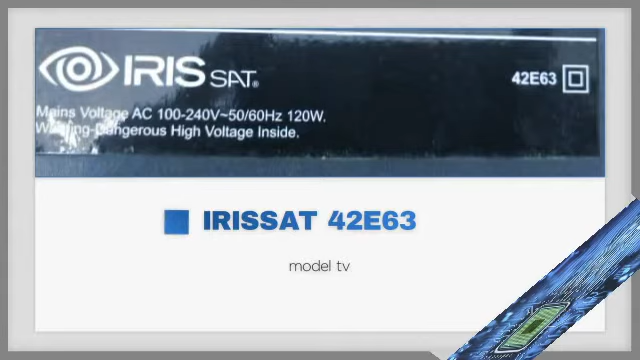 IRIS SAT®
42E63
Mains Voltage AC 100-240V~50/60Hz 120W.
Warning-Dangerous High Voltage Inside.
IRISSAT 42E63
model tv